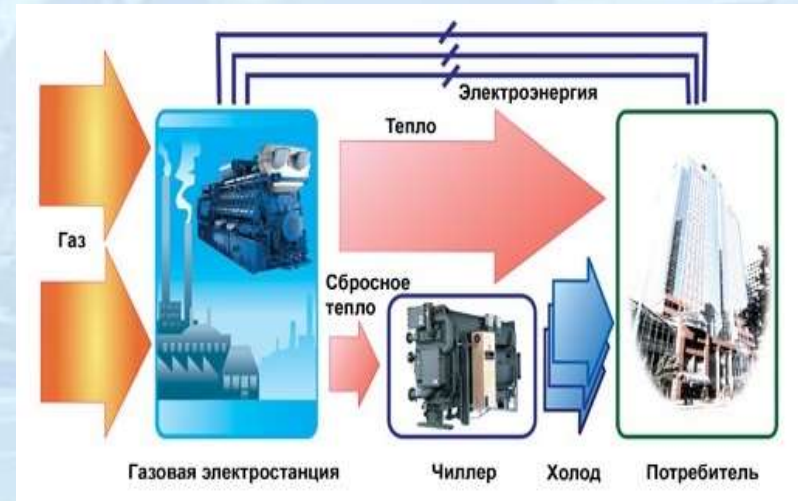 Электроэнергия
Тепло
Газ
Сбросное
тепло
Газовая электростанция
Чиллер
Холод
Потребитель